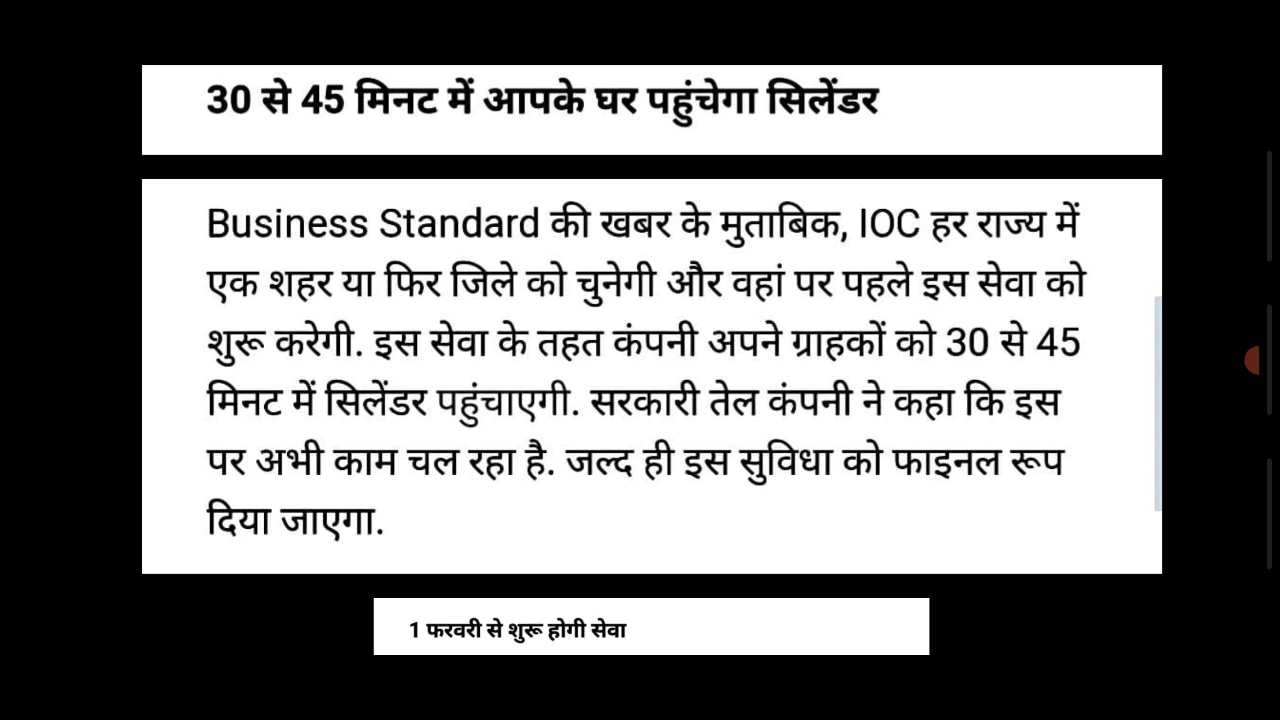 30 से 45 मिनट में आपके घर पहुंचेगा सिलेंडर
Business Standard की खबर के मुताबिक, IOC हर राज्य में
एक शहर या फिर जिले को चुनेगी और वहां पर पहले इस सेवा को
शुरू करेगी. इस सेवा के तहत कंपनी अपने ग्राहकों को 30 से 45
मिनट में सिलेंडर पहुंचाएगी. सरकारी तेल कंपनी ने कहा कि इस
पर अभी काम चल रहा है. जल्द ही इस सुविधा को फाइनल रूप
दिया जाएगा.
1 फरवरी से शुरू होगी सेवा